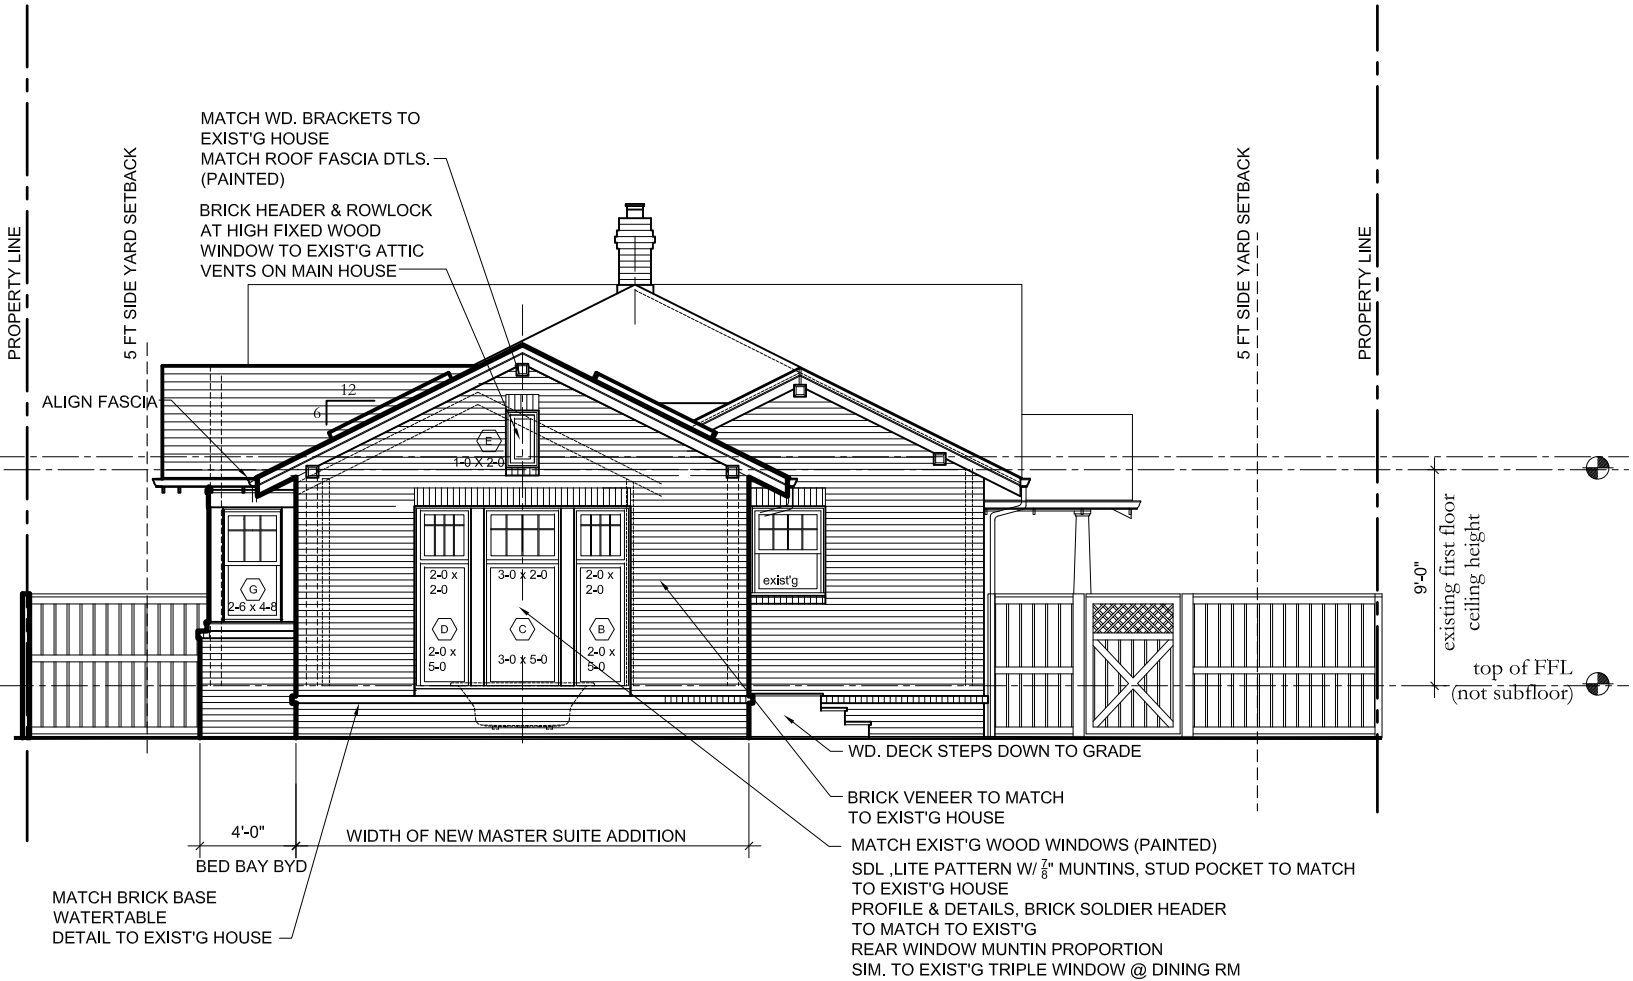 MATCH WD. BRACKETS TO
EXIST'G HOUSE
MATCH ROOF FASCIA DTLS.
(PAINTED)
BRICK HEADER & ROWLOCK
AT HIGH FIXED WOOD
WINDOW TO EXIST'G ATTIC
VENTS ON MAIN HOUSE
PROPERTY LINE
5 FT SIDE YARD SETBACK
5 FT SIDE YARD SETBACK
PROPERTY LINE
ALIGN FASCIA
12
6
1-0 X 2-0
exist'g
G
2-6 x 4-8
2-0 x
2-0
D
2-0 x
5-0
3-0 x 2-0
C
3-0 x 5-0
2-0 x
2-0
B
2-0 x
5-0
9'-0"
existing first floor
ceiling height
top of FFL
(not subfloor)
WD. DECK STEPS DOWN TO GRADE
BRICK VENEER TO MATCH
TO EXIST'G HOUSE
MATCH EXIST'G WOOD WINDOWS (PAINTED)
SDL ,LITE PATTERN W/ 7/8" MUNTINS, STUD POCKET TO MATCH
TO EXIST'G HOUSE
PROFILE & DETAILS, BRICK SOLDIER HEADER
TO MATCH TO EXIST'G
REAR WINDOW MUNTIN PROPORTION
SIM. TO EXIST'G TRIPLE WINDOW @ DINING RM
4'-0"
BED BAY BYD
WIDTH OF NEW MASTER SUITE ADDITION
MATCH BRICK BASE
WATERTABLE
DETAIL TO EXIST'G HOUSE